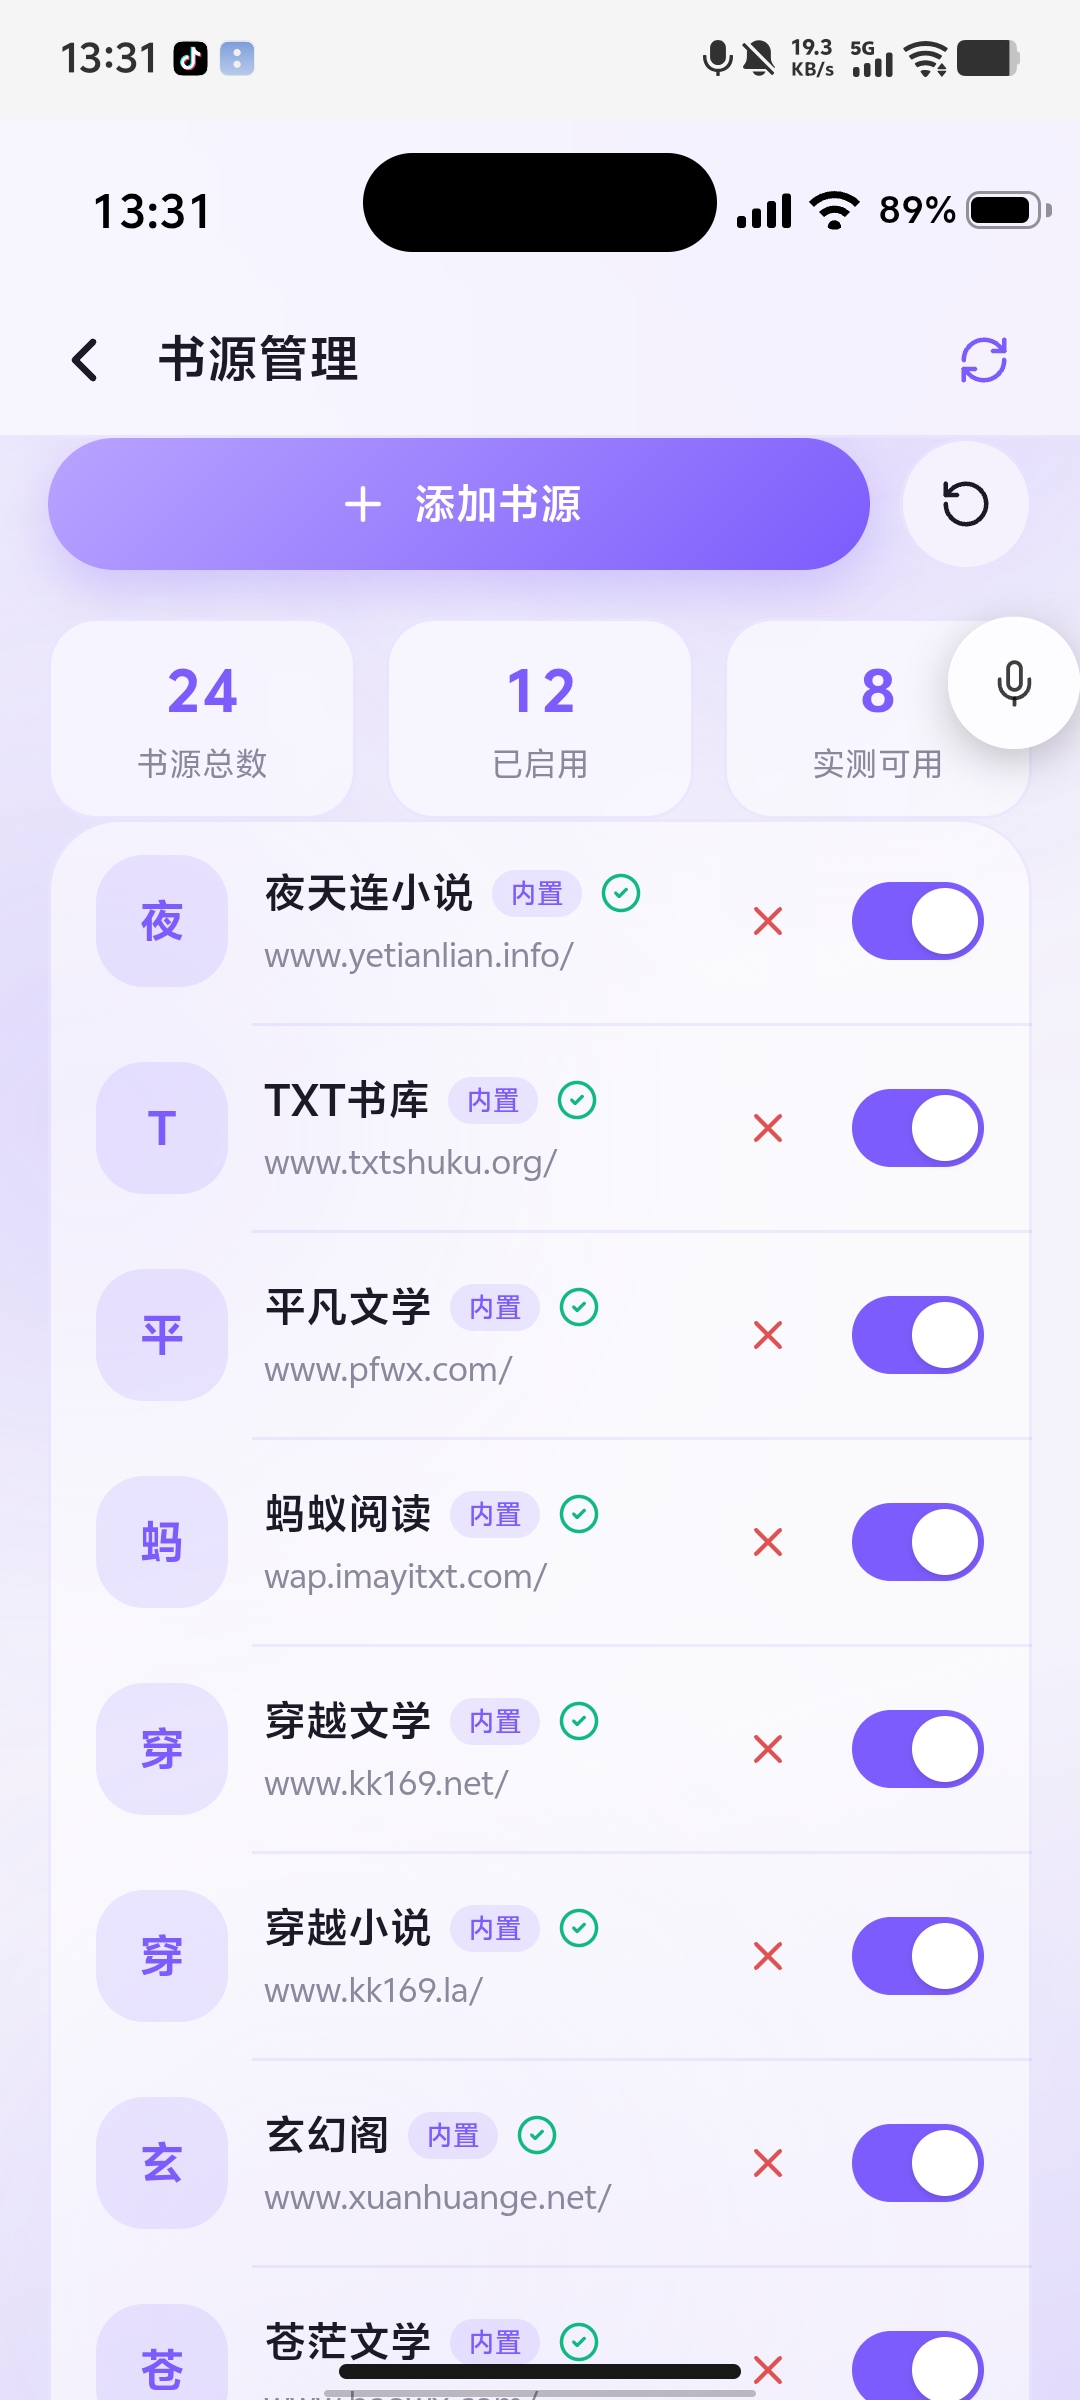 13:31
19.3 KB/s
5G
13:31
89%
书源管理
添加书源
24
书源总数
12
已启用
8
实测可用
夜
夜天连小说 内置
www.yetianlian.info/
T
TXT书库 内置
www.txtshuku.org/
平
平凡文学 内置
www.pfwx.com/
蚂
蚂蚁阅读 内置
wap.imayitxt.com/
穿
穿越文学 内置
www.kk169.net/
穿
穿越小说 内置
www.kk169.la/
玄
玄幻阁 内置
www.xuanhuange.net/
苍
苍茫文学 内置